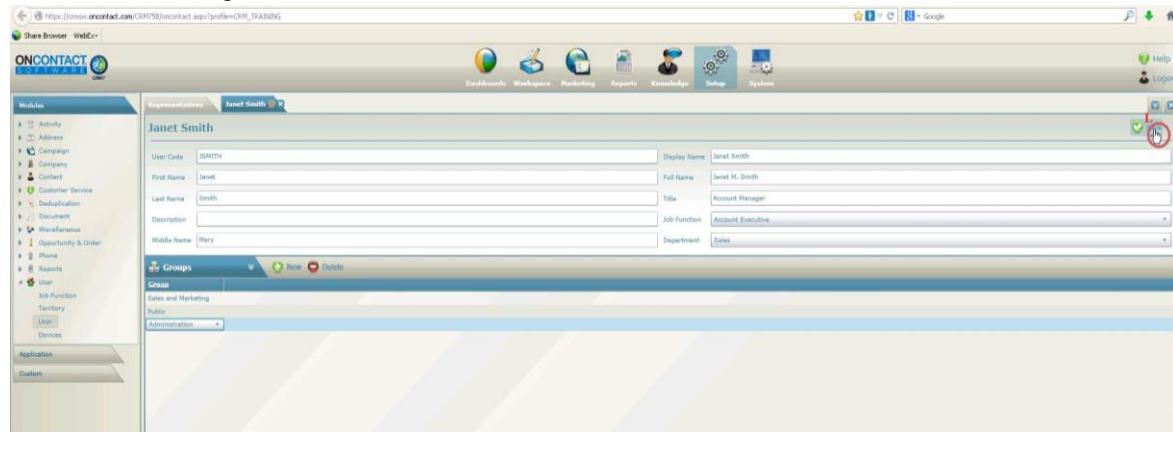 https://crmsw.oncontact.com/CRM75B/oncontact.aspx?profile=CRM_TRAINING
Google
Share Browser WebEx
Help
ONCONTACT
SOFTWARE
Dashboards Workspace Marketing Reports Knowledge Setup System
Modules
Representatives Janet Smith
Activity
Address
Campaign
Company
Contact
Customer Service
Deduplication
Document
Miscellaneous
Opportunity & Order
Phone
Reports
User
Job Function
Territory
User
Devices
Application
Custom
Janet Smith
L
User Code JSMITH Display Name Janet Smith
First Name Janet Full Name Janet M. Smith
Last Name Smith Title Account Manager
Description Job Function Account Executive
Middle Name Mary Department Sales
Groups New Delete
Group
Sales and Marketing
Public
Administration